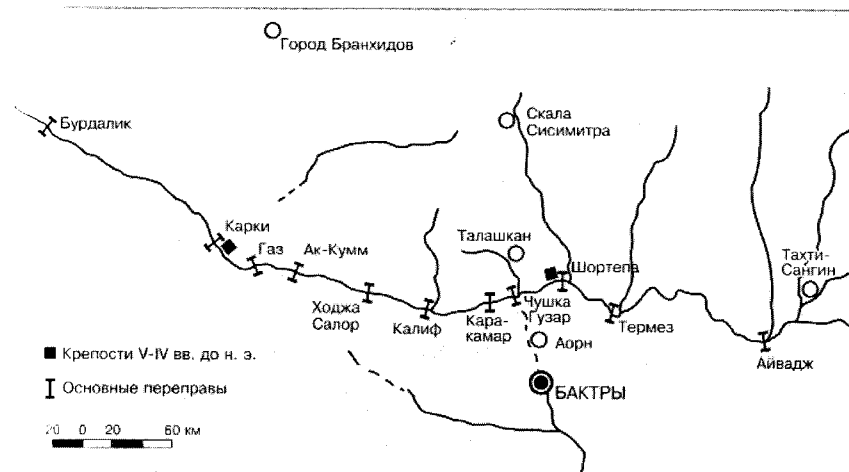 Город Бранхидов
Бурдалик
Скала
Сисимитра
Карки
Газ
Ак-Кумм
Талашкан
Шортепа
Тахти-
Сангин
Ходжа
Салор
Калиф
Кара-
камар
Чушка
Гузар
Термез
Аорн
Айвадж
БАКТРЫ
Крепости V-IV вв. до н. э.
Основные переправы
20 0 20 60 км